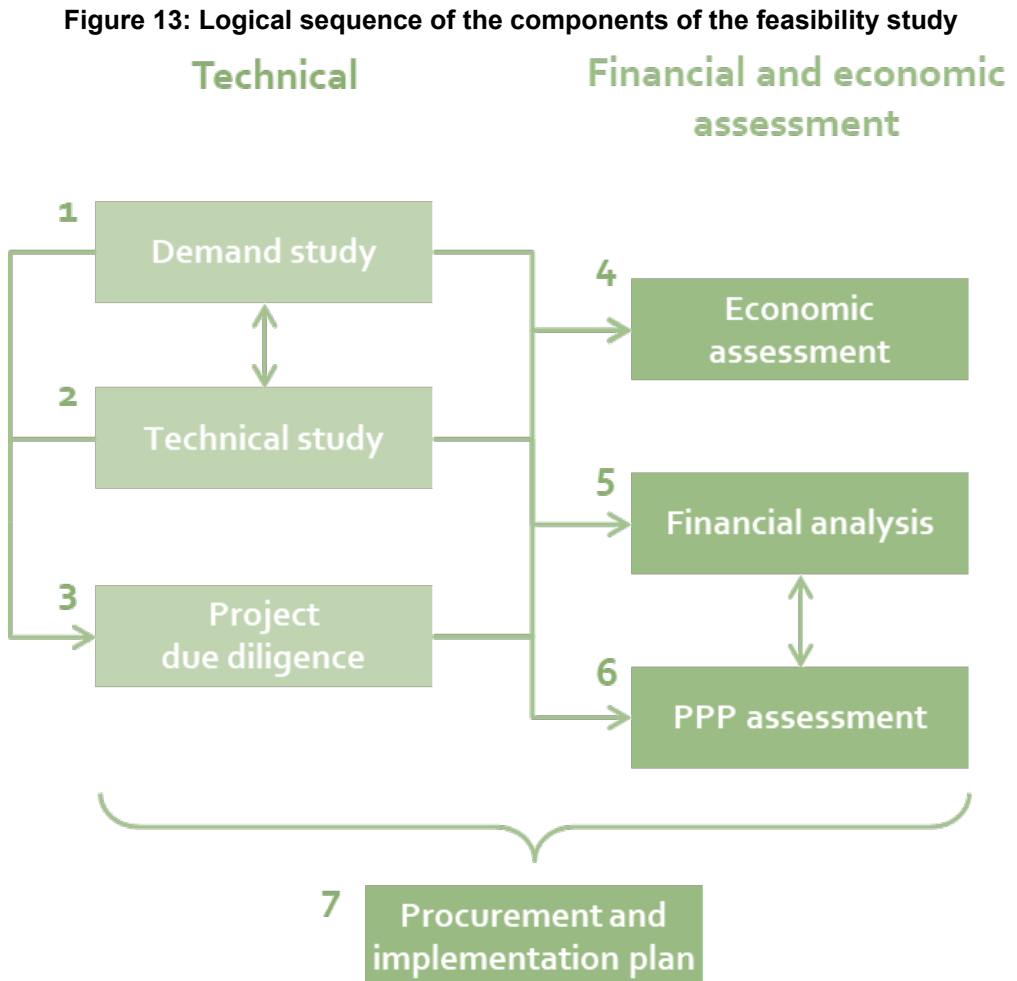 Figure 13: Logical sequence of the components of the feasibility study
Technical
Financial and economic
assessment
1
Demand study
2
Technical study
3
Project
due diligence
4
Economic
assessment
5
Financial analysis
6
PPP assessment
7
Procurement and
implementation plan